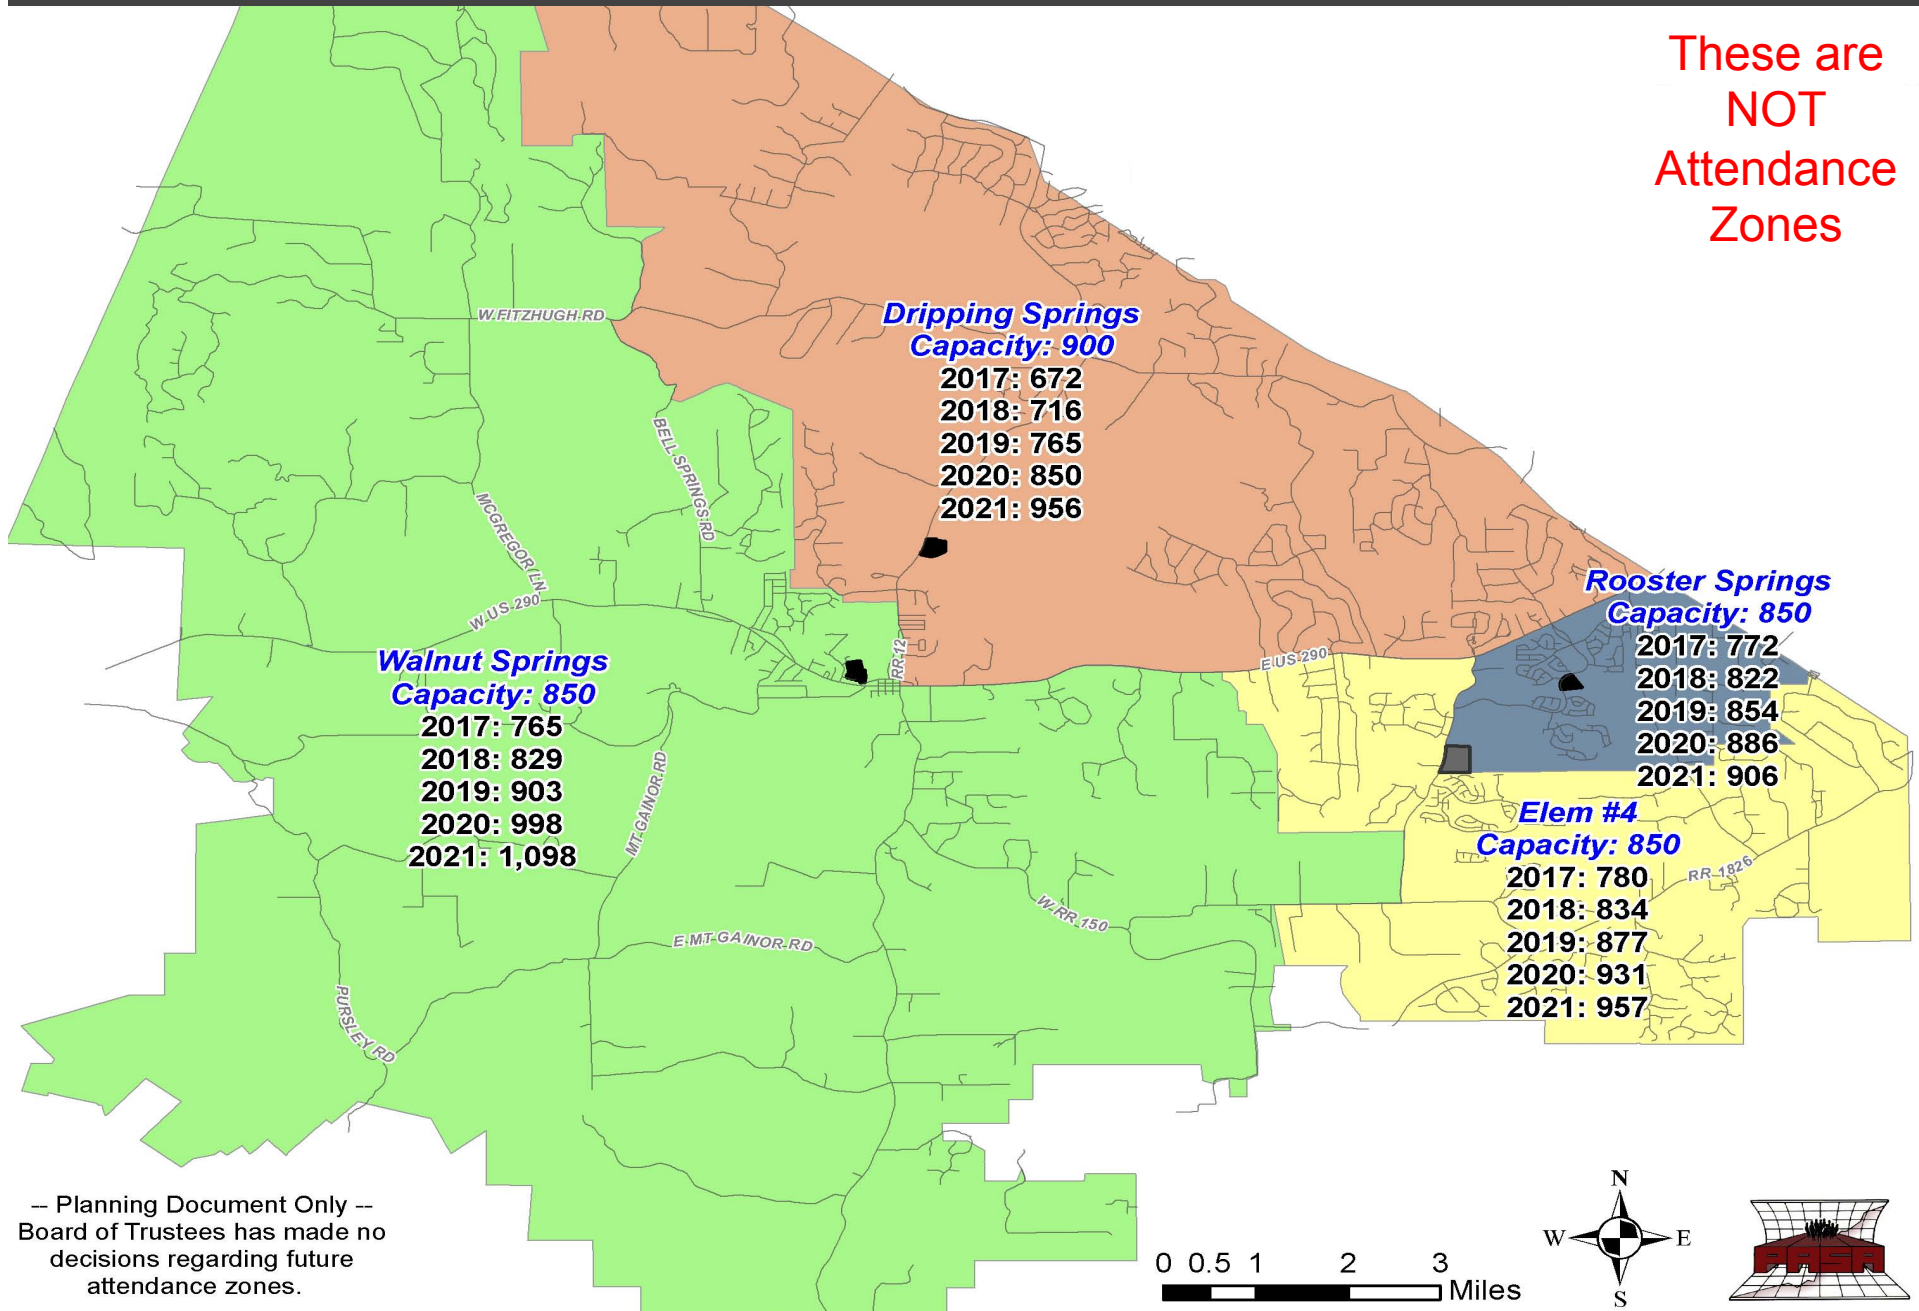 These are
NOT
Attendance
Zones
W FITZHUGH RD
Dripping Springs
Capacity: 900
2017: 672
2018: 716
2019: 765
2020: 850
2021: 956
BELL SPRINGS RD
MCGREGOR LN
W US 290
Rooster Springs
Capacity: 850
2017: 772
2018: 822
2019: 854
2020: 886
2021: 906
RR 12
E US 290
Walnut Springs
Capacity: 850
2017: 765
2018: 829
2019: 903
2020: 998
2021: 1,098
MT GAINOR RD
Elem #4
Capacity: 850
2017: 780
2018: 834
2019: 877
2020: 931
2021: 957
RR 1826
W RR 150
E MT GAINOR RD
PURSLEY RD
-- Planning Document Only --
Board of Trustees has made no
decisions regarding future
attendance zones.
0 0.5 1 2 3
Miles
N
W E
S